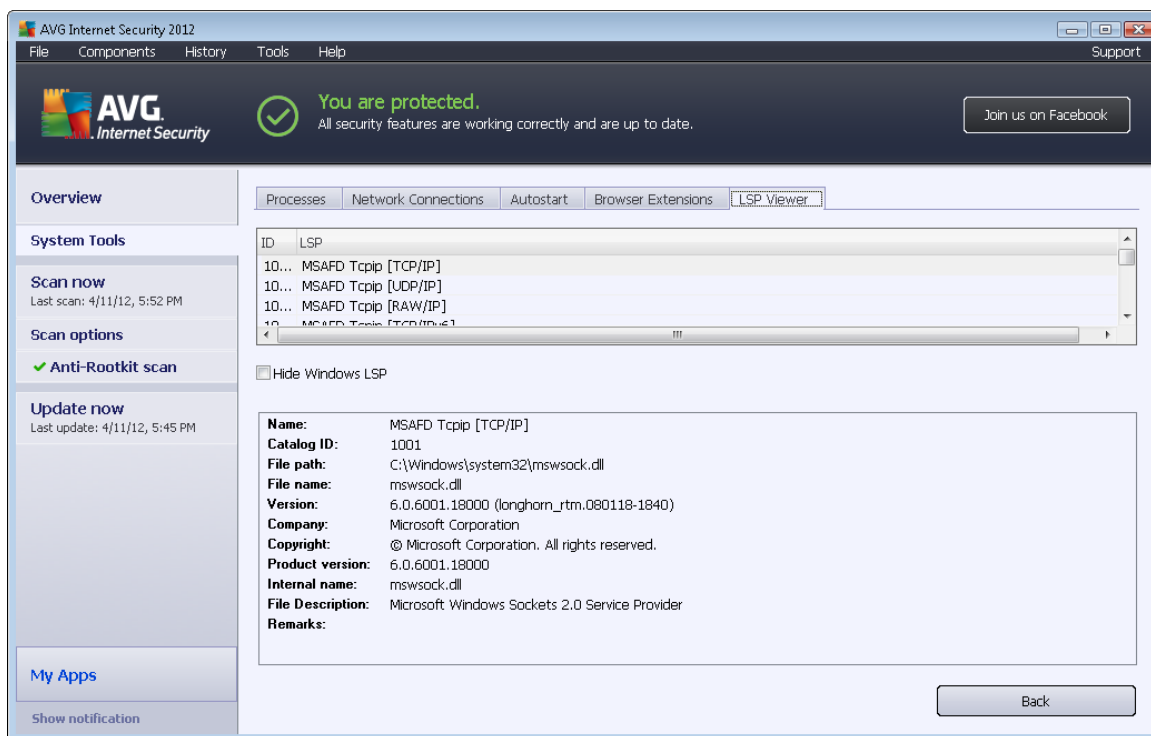 AVG Internet Security 2012
File Components History Tools Help Support
AVG.
Internet Security
You are protected.
All security features are working correctly and are up to date.
Join us on Facebook
Overview
System Tools
Scan now
Last scan: 4/11/12, 5:52 PM
Scan options
Anti-Rootkit scan
Update now
Last update: 4/11/12, 5:45 PM
My Apps
Show notification
Processes Network Connections Autostart Browser Extensions LSP Viewer
ID LSP
10... MSAFD Tcpip [TCP/IP]
10... MSAFD Tcpip [UDP/IP]
10... MSAFD Tcpip [RAW/IP]
10... MSAFD Tcpip [TCP/IPv6]
Hide Windows LSP
Name: MSAFD Tcpip [TCP/IP]
Catalog ID: 1001
File path: C:\Windows\system32\mswsock.dll
File name: mswsock.dll
Version: 6.0.6001.18000 (longhorn_rtm.080118-1840)
Company: Microsoft Corporation
Copyright: © Microsoft Corporation. All rights reserved.
Product version: 6.0.6001.18000
Internal name: mswsock.dll
File Description: Microsoft Windows Sockets 2.0 Service Provider
Remarks:
Back